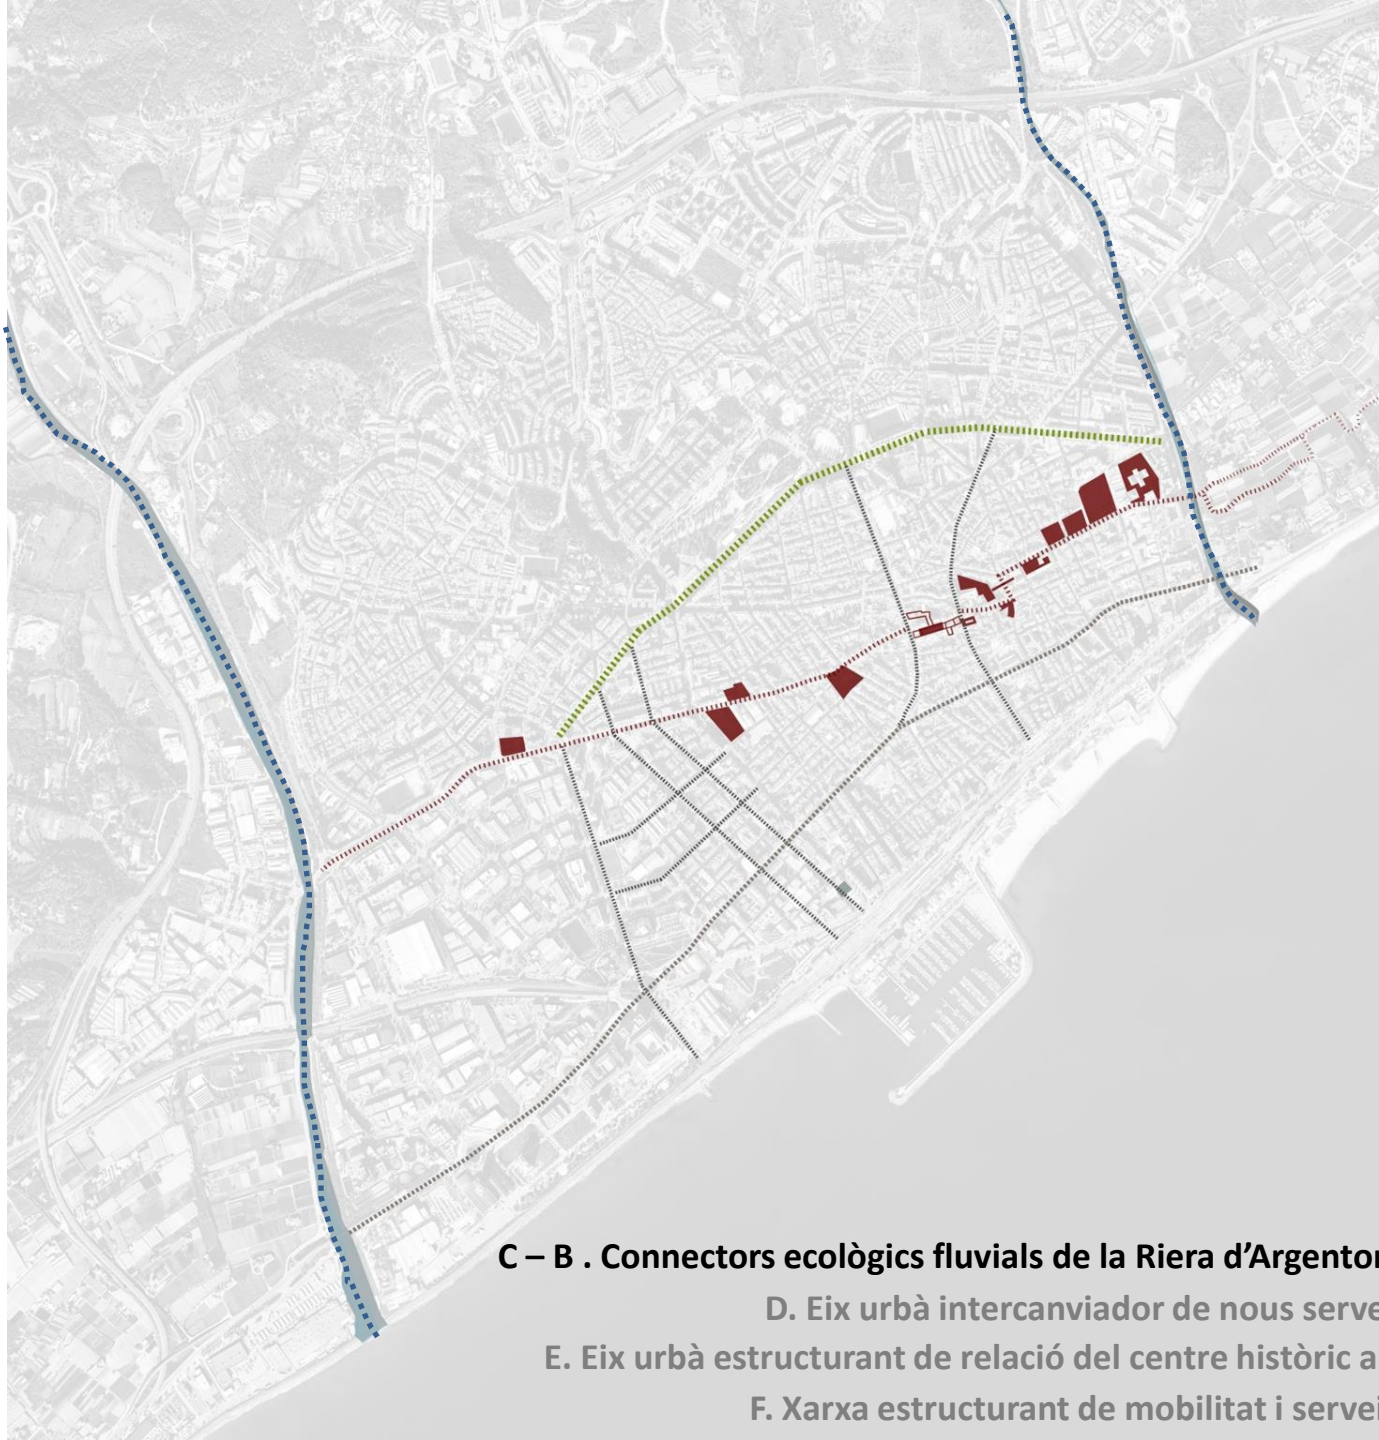 C – B . Connectors ecològics fluvials de la Riera d’Argenton
D. Eix urbà intercanviador de nous serve
E. Eix urbà estructurant de relació del centre històric a
F. Xarxa estructurant de mobilitat i servei